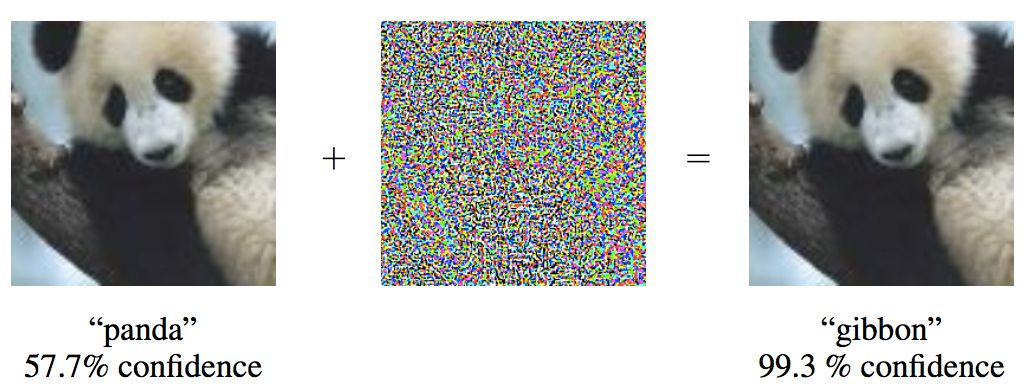 + =
“panda” “gibbon”
57.7% confidence 99.3 % confidence